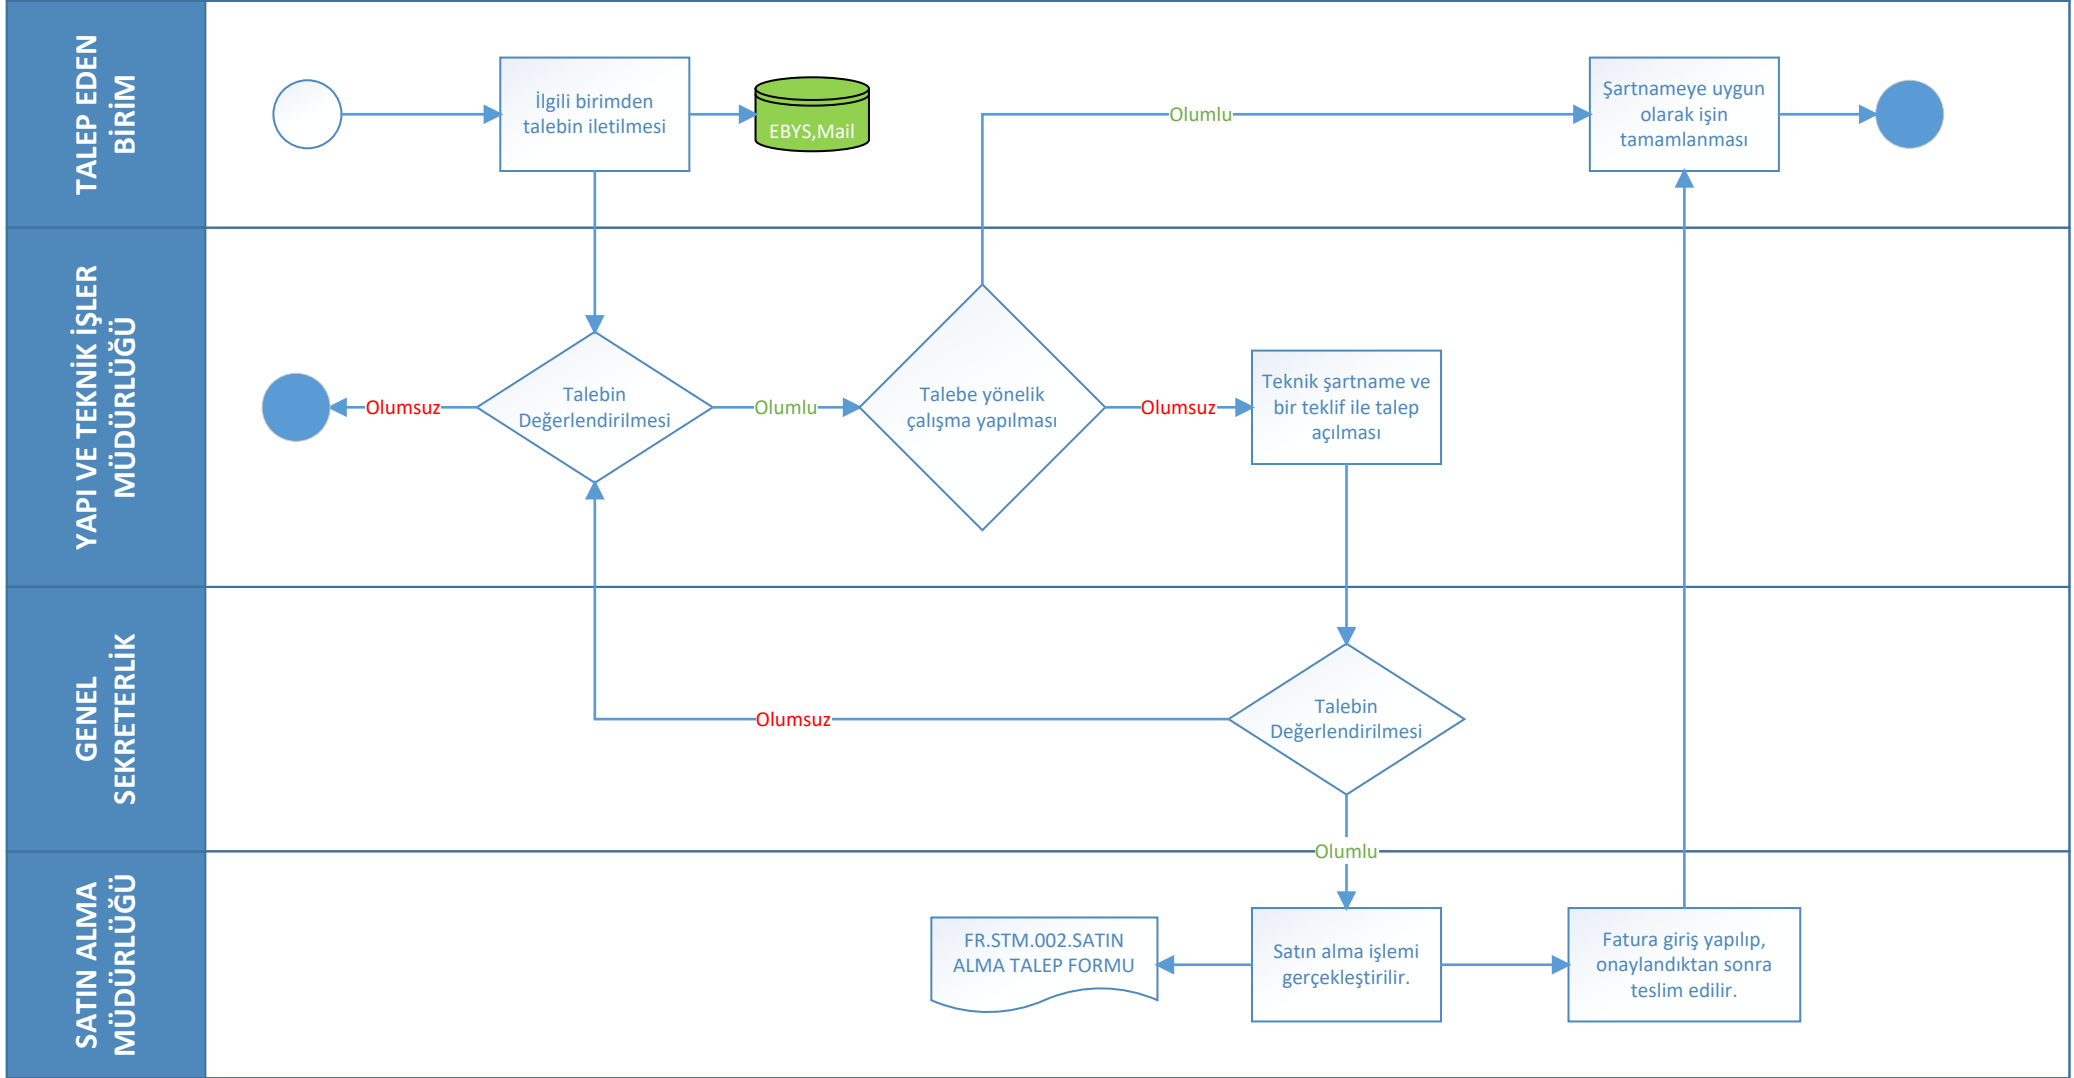 TALEP EDEN
BİRİM
İlgili birimden
talebin iletilmesi
EBYS,Mail
Olumlu
Şartnameye uygun
olarak işin
tamamlanması
YAPI VE TEKNİK İŞLER
MÜDÜRLÜĞÜ
Olumsuz
Talebin
Değerlendirilmesi
Olumlu
Talebe yönelik
çalışma yapılması
Olumsuz
Teknik şartname ve
bir teklif ile talep
açılması
GENEL
SEKRETERLİK
Olumsuz
Talebin
Değerlendirilmesi
Olumlu
SATIN ALMA
MÜDÜRLÜĞÜ
FR.STM.002.SATIN
ALMA TALEP FORMU
Satın alma işlemi
gerçekleştirilir.
Fatura giriş yapılıp,
onaylandıktan sonra
teslim edilir.